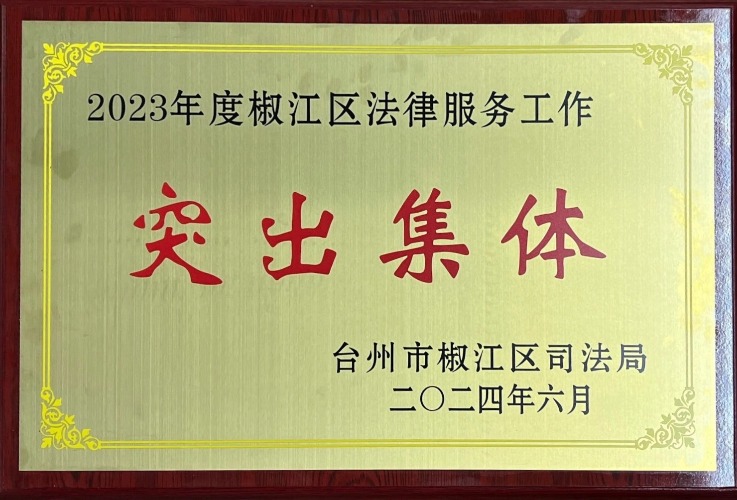 2023年度椒江区法律服务工作
突出集体
台州市椒江区司法局
二〇二四年六月